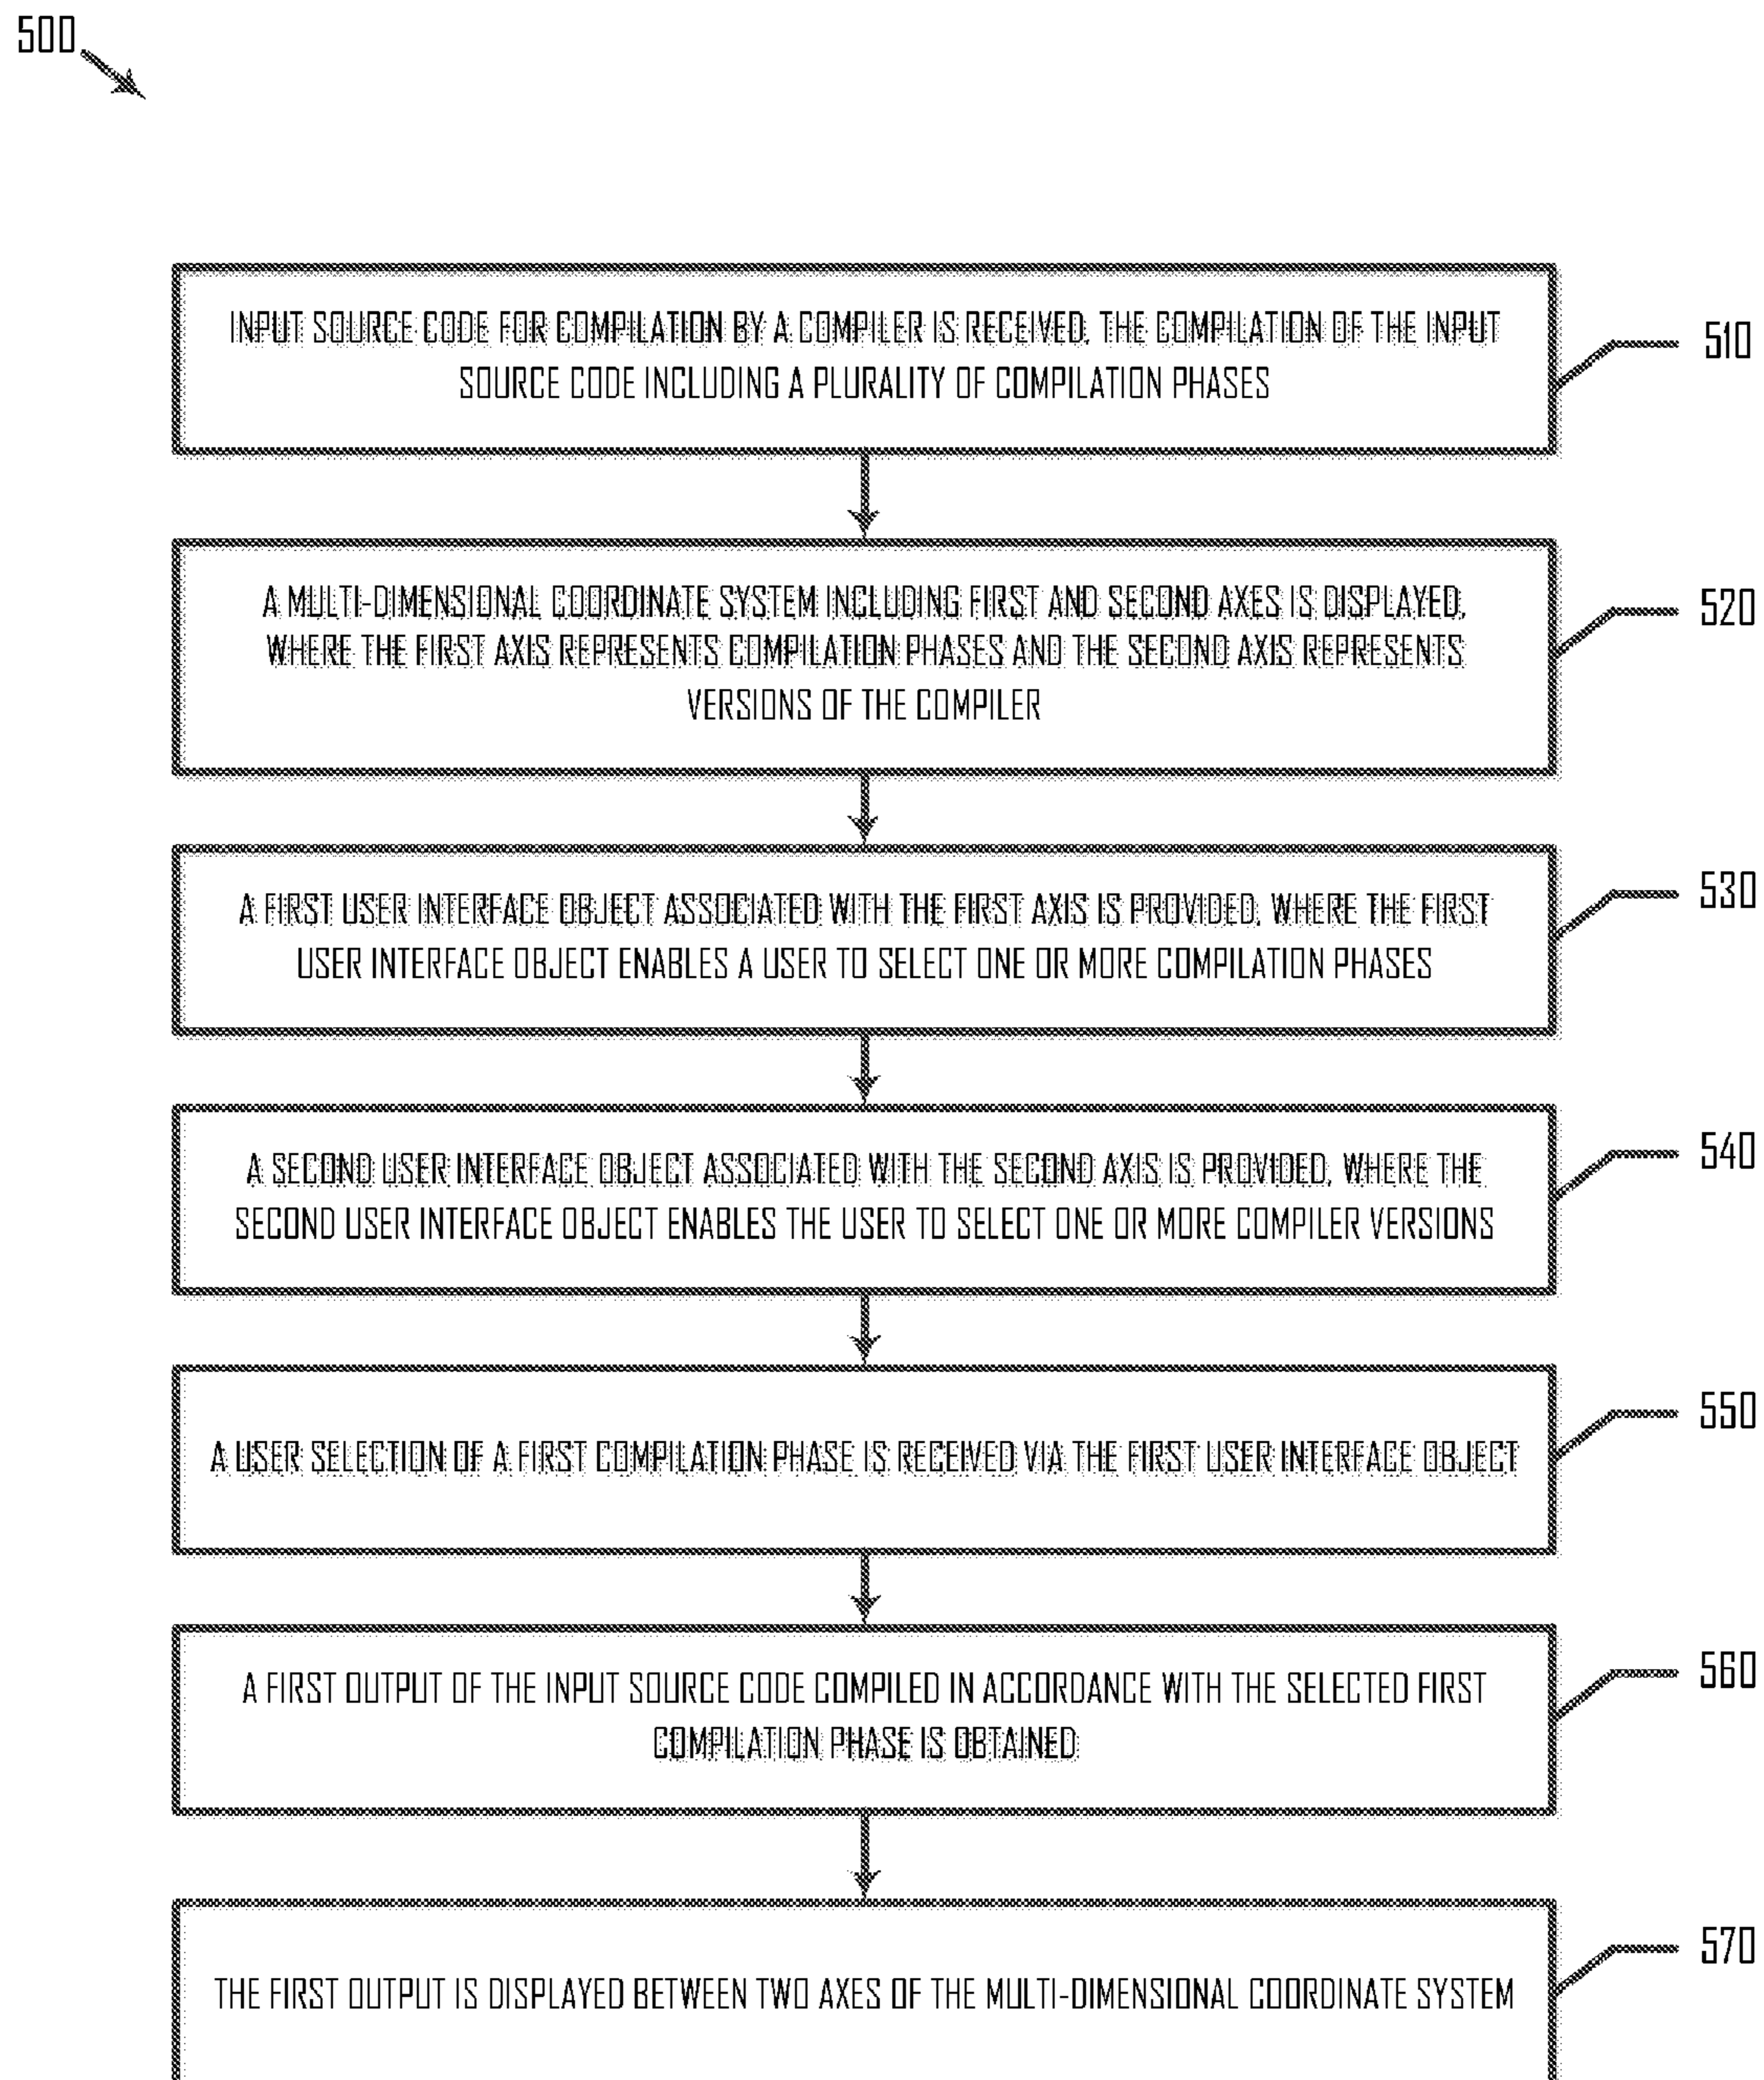 500
INPUT SOURCE CODE FOR COMPILATION BY A COMPILER IS RECEIVED, THE COMPILATION OF THE INPUT
SOURCE CODE INCLUDING A PLURALITY OF COMPILATION PHASES
510
A MULTI-DIMENSIONAL COORDINATE SYSTEM INCLUDING FIRST AND SECOND AXES IS DISPLAYED,
WHERE THE FIRST AXIS REPRESENTS COMPILATION PHASES AND THE SECOND AXIS REPRESENTS
VERSIONS OF THE COMPILER
520
A FIRST USER INTERFACE OBJECT ASSOCIATED WITH THE FIRST AXIS IS PROVIDED, WHERE THE FIRST
USER INTERFACE OBJECT ENABLES A USER TO SELECT ONE OR MORE COMPILATION PHASES
530
A SECOND USER INTERFACE OBJECT ASSOCIATED WITH THE SECOND AXIS IS PROVIDED, WHERE THE
SECOND USER INTERFACE OBJECT ENABLES THE USER TO SELECT ONE OR MORE COMPILER VERSIONS
540
A USER SELECTION OF A FIRST COMPILATION PHASE IS RECEIVED VIA THE FIRST USER INTERFACE OBJECT
550
A FIRST OUTPUT OF THE INPUT SOURCE CODE COMPILED IN ACCORDANCE WITH THE SELECTED FIRST
COMPILATION PHASE IS OBTAINED
560
THE FIRST OUTPUT IS DISPLAYED BETWEEN TWO AXES OF THE MULTI-DIMENSIONAL COORDINATE SYSTEM
570